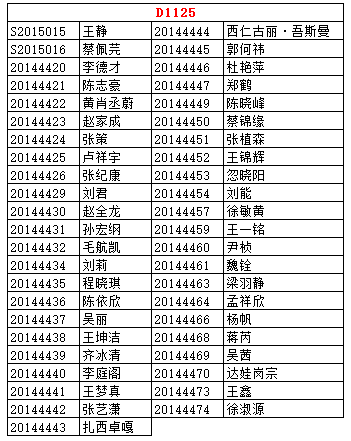 D1125
S2015015 王静 20144444 西仁古丽·吾斯曼
S2015016 蔡佩芫 20144445 郭何祎
20144420 李德才 20144446 杜艳萍
20144421 陈志豪 20144447 郑鹤
20144422 黄肖丞蔚 20144449 陈晓峰
20144423 赵家成 20144450 蔡锦缘
20144424 张策 20144451 张植森
20144425 卢祥宇 20144452 王锦辉
20144426 张纪康 20144453 忽晓阳
20144429 刘君 20144454 刘能
20144430 赵全龙 20144457 徐敏黄
20144431 孙宏纲 20144459 王一铭
20144432 毛航凯 20144460 尹桢
20144434 刘莉 20144461 魏铨
20144435 程晓琪 20144463 梁羽静
20144436 陈依欣 20144464 孟祥欣
20144437 吴丽 20144466 杨帆
20144438 王坤洁 20144468 蒋芮
20144439 齐冰清 20144469 吴茜
20144440 李庭阁 20144470 达娃岗宗
20144441 王梦真 20144473 王鑫
20144442 张艺潇 20144474 徐淑源
20144443 扎西卓嘎